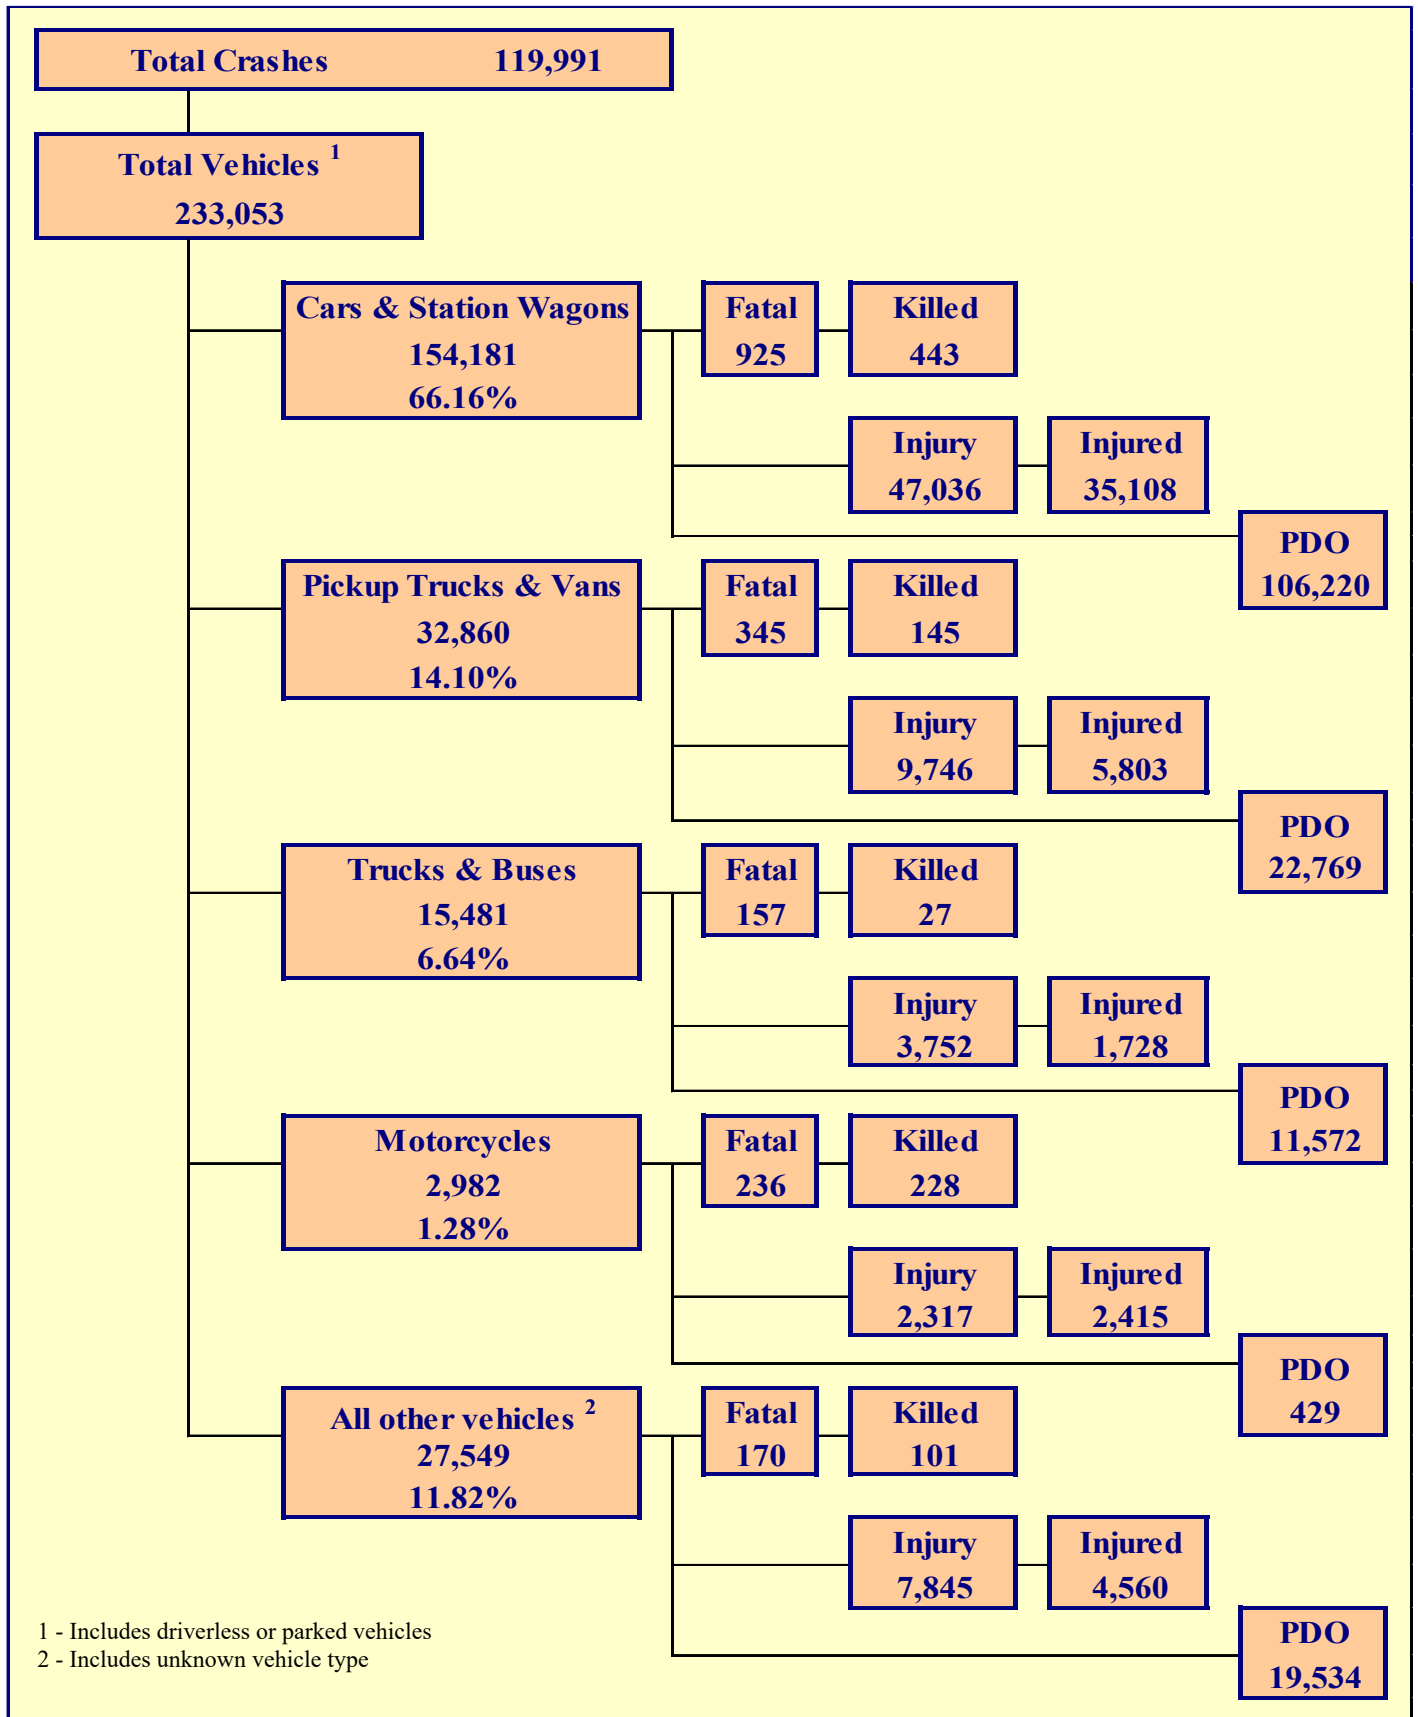 Total Crashes 119,991
Total Vehicles 1
233,053
Cars & Station Wagons
154,181
66.16%
Fatal
925
Killed
443
Injury
47,036
Injured
35,108
PDO
106,220
Pickup Trucks & Vans
32,860
14.10%
Fatal
345
Killed
145
Injury
9,746
Injured
5,803
PDO
22,769
Trucks & Buses
15,481
6.64%
Fatal
157
Killed
27
Injury
3,752
Injured
1,728
PDO
11,572
Motorcycles
2,982
1.28%
Fatal
236
Killed
228
Injury
2,317
Injured
2,415
PDO
429
All other vehicles 2
27,549
11.82%
Fatal
170
Killed
101
Injury
7,845
Injured
4,560
PDO
19,534
1 - Includes driverless or parked vehicles
2 - Includes unknown vehicle type